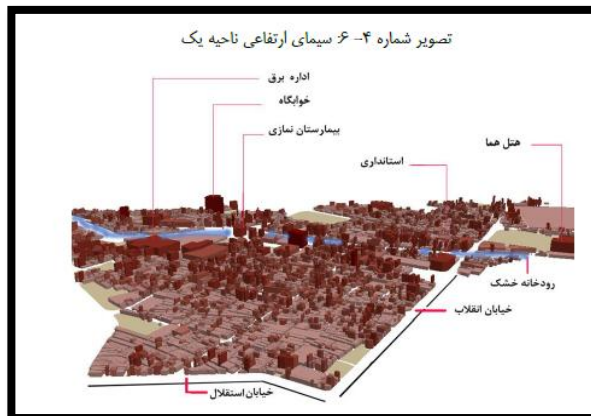 تصویر شماره ۴- ۶: سیمای ارتفاعی ناحیه یک
اداره برق
خوابگاه
بیمارستان نمازی
هتل هما
استانداری
رودخانه خشک
خیابان انقلاب
خیابان استقلال